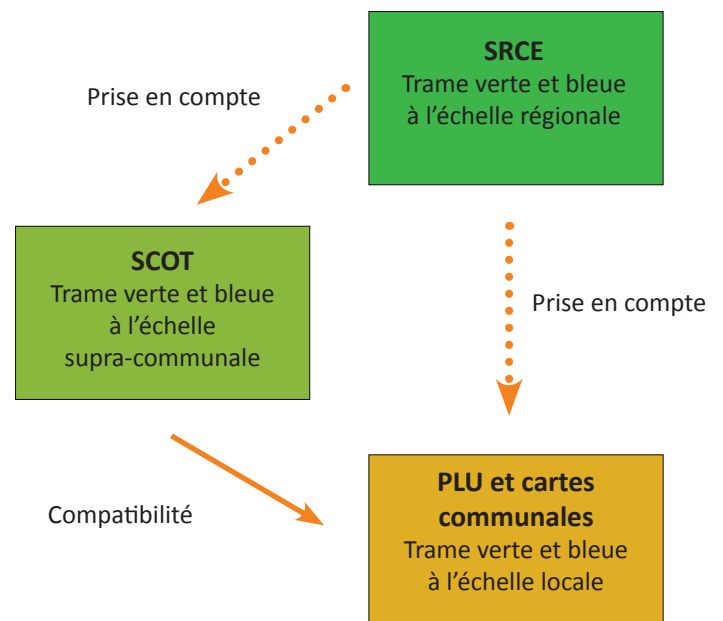 SRCE
Trame verte et bleue
à l’échelle régionale
Prise en compte
SCOT
Trame verte et bleue
à l’échelle
supra-communale
Prise en compte
Compatibilité
PLU et cartes
communales
Trame verte et bleue
à l’échelle locale